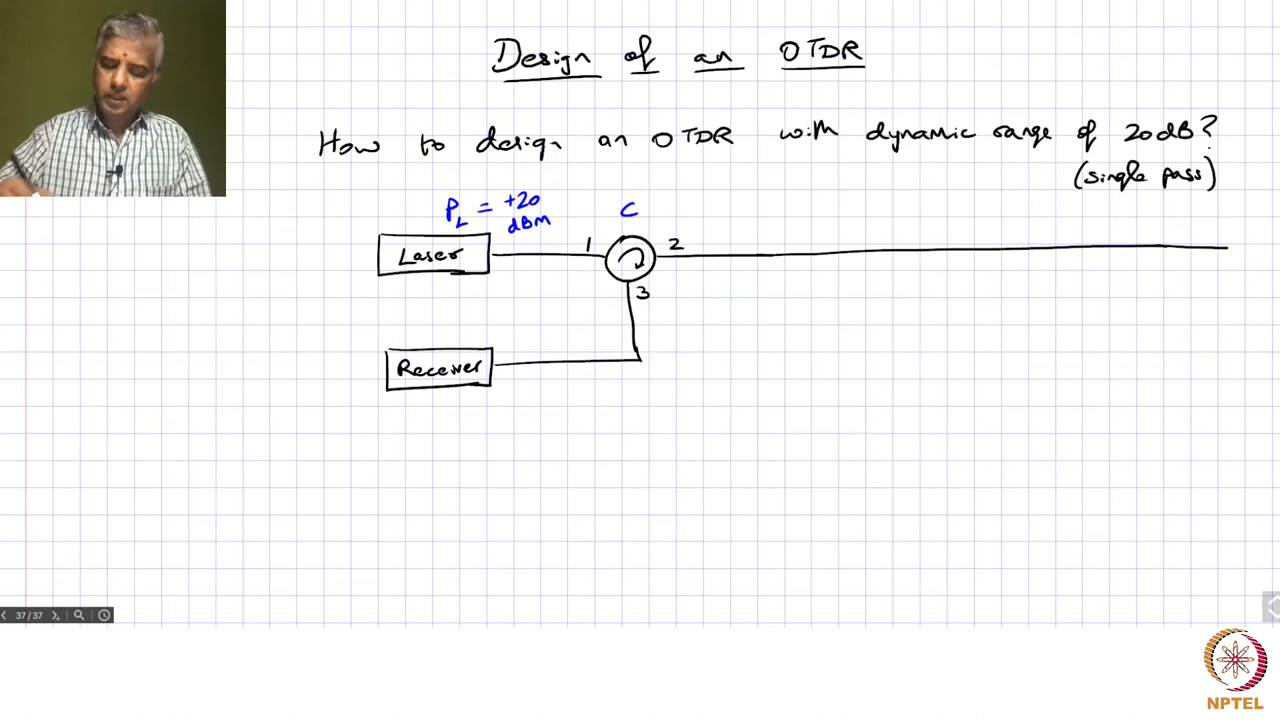 Design of an OTDR
How to design an OTDR with dynamic range of 20dB?
(single pass)
P_L = +20 dBm
C
Laser
1
2
3
Receiver
37/37
NPTEL